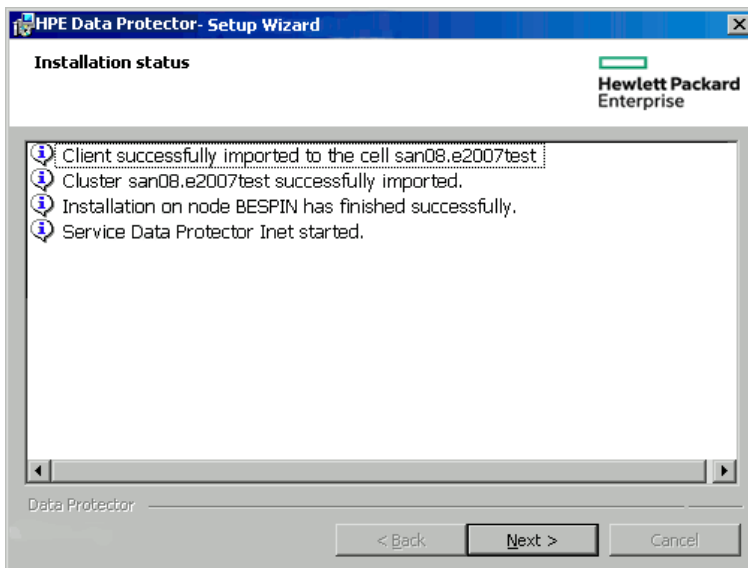 HPE Data Protector- Setup Wizard
Installation status
Hewlett Packard
Enterprise
Client successfully imported to the cell san08.e2007test
Cluster san08.e2007test successfully imported.
Installation on node BESPIN has finished successfully.
Service Data Protector Inet started.
Data Protector
< Back
Next >
Cancel